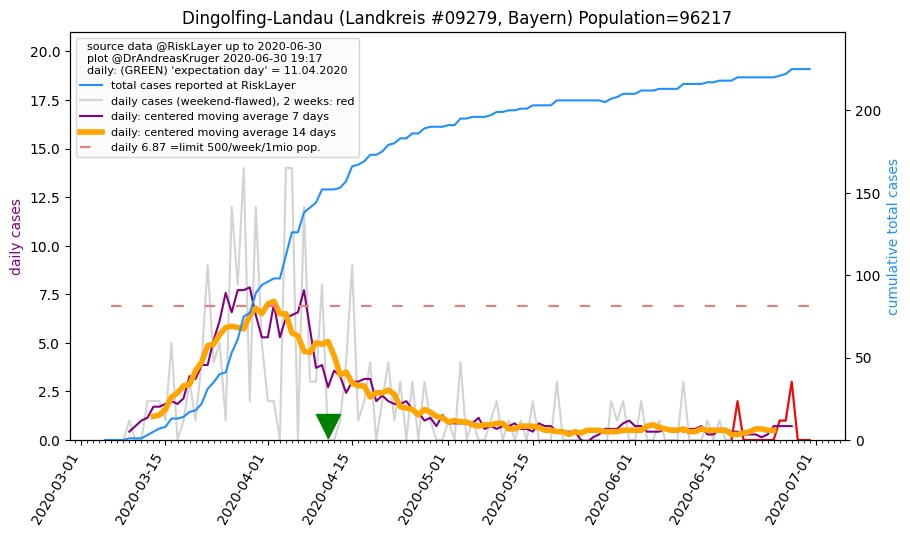 Dingolfing-Landau (Landkreis #09279, Bayern) Population=96217
source data @RiskLayer up to 2020-06-30
plot @DrAndreasKruger 2020-06-30 19:17
daily: (GREEN) 'expectation day' = 11.04.2020
total cases reported at RiskLayer
daily cases (weekend-flawed), 2 weeks: red
daily: centered moving average 7 days
daily: centered moving average 14 days
daily 6.87 =limit 500/week/1mio pop.
daily cases
20.0
17.5
15.0
12.5
10.0
7.5
5.0
2.5
0.0
cumulative total cases
200
150
100
50
0
2020-03-01
2020-03-15
2020-04-01
2020-04-15
2020-05-01
2020-05-15
2020-06-01
2020-06-15
2020-07-01